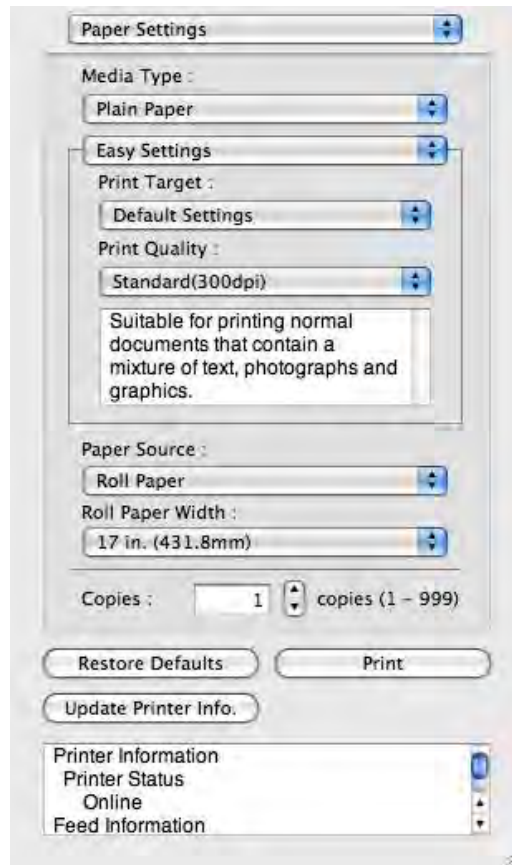 Paper Settings
Media Type :
Plain Paper
Easy Settings
Print Target :
Default Settings
Print Quality :
Standard(300dpi)
Suitable for printing normal
documents that contain a
mixture of text, photographs and
graphics.
Paper Source :
Roll Paper
Roll Paper Width :
17 in. (431.8mm)
Copies : 1 copies (1 – 999)
Restore Defaults Print
Update Printer Info.
Printer Information
Printer Status
Online
Feed Information